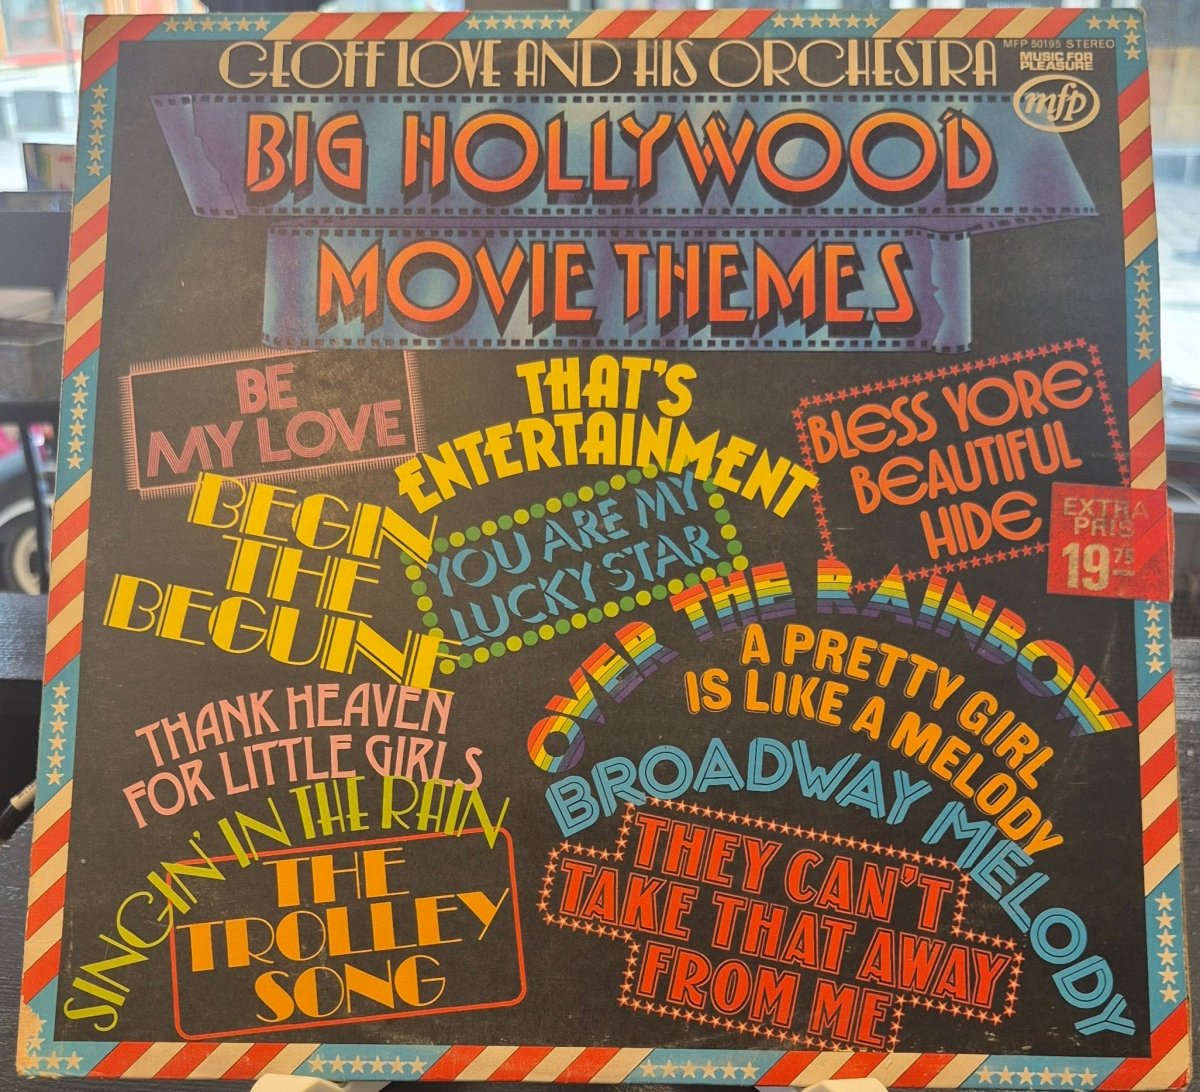 GEOFF LOVE AND HIS ORCHESTRA
MFP 50195 STEREO
MUSIC FOR
PLEASURE
mfp
BIG HOLLYWOOD
MOVIE THEMES
BE
MY LOVE
THAT'S
ENTERTAINMENT
BLESS YORE
BEAUTIFUL
HIDE
EXTRA
PRIS
19 75
BEGIN
THE
BEGUINE
YOU ARE MY
LUCKY STAR
OVER THE RAINBOW
A PRETTY GIRL
IS LIKE A MELODY
THANK HEAVEN
FOR LITTLE GIRLS
BROADWAY MELODY
SINGIN' IN THE RAIN
THE
TROLLEY
SONG
THEY CAN'T
TAKE THAT AWAY
FROM ME